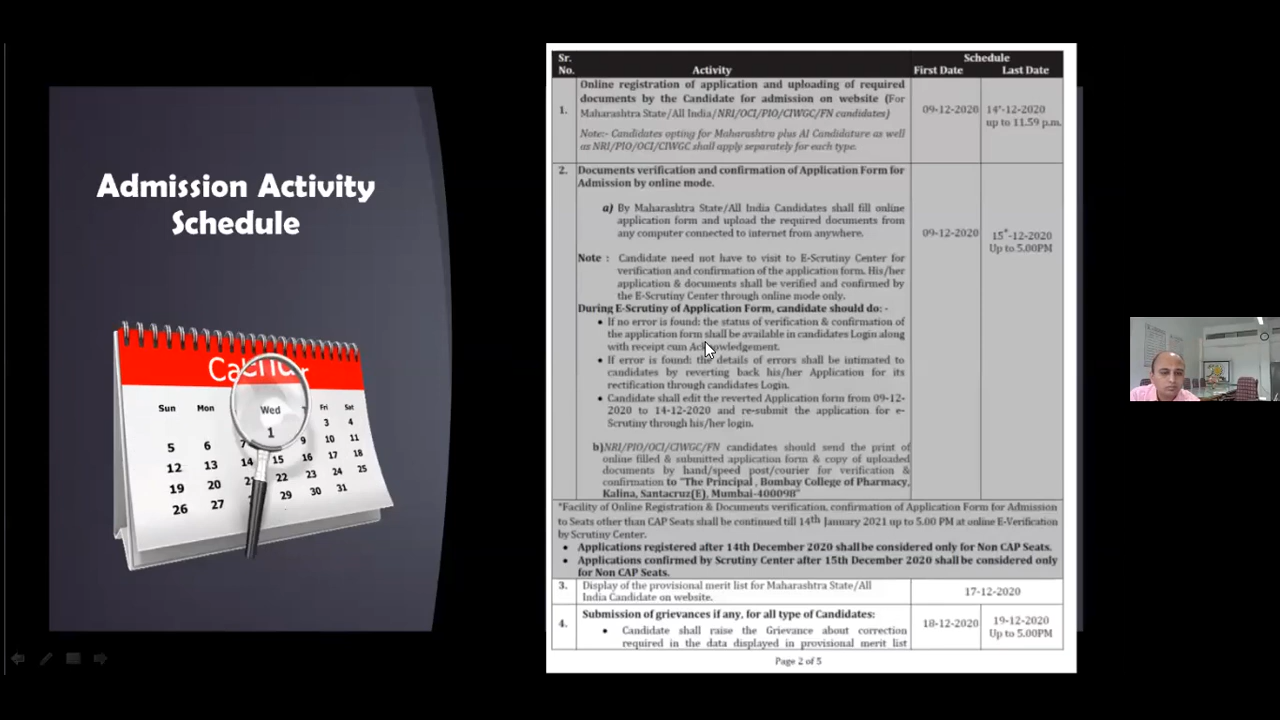 Admission Activity
Schedule
Calendar
Sun Mon Wed Fri Sat
1 3 4
5 6 7 9 10 11
12 13 14 15 16 17 18
19 20 21 22 23 24 25
26 27 29 30 31
Sr. Schedule
No. Activity First Date Last Date
1. Online registration of application and uploading of required
documents by the Candidate for admission on website (For
Maharashtra State/All India/NRI/OCI/PIO/CIWGC/FN candidates)
Note:- Candidates opting for Maharashtra plus AI Candidature as well
as NRI/PIO/OCI/CIWGC shall apply separately for each type.
09-12-2020
14*-12-2020
up to 11.59 p.m.
2. Documents verification and confirmation of Application Form for
Admission by online mode.
a) By Maharashtra State/All India Candidates shall fill online
application form and upload the required documents from
any computer connected to internet from anywhere.
Note : Candidate need not have to visit to E-Scrutiny Center for
verification and confirmation of the application form. His/her
application & documents shall be verified and confirmed by
the E-Scrutiny Center through online mode only.
During E-Scrutiny of Application Form, candidate should do: -
• If no error is found: the status of verification & confirmation of
the application form shall be available in candidates Login along
with receipt cum Acknowledgement.
• If error is found: the details of errors shall be intimated to
candidates by reverting back his/her Application for its
rectification through candidates Login.
• Candidate shall edit the reverted Application form from 09-12-
2020 to 14-12-2020 and re-submit the application for e-
Scrutiny through his/her login.
b)NRI/PIO/OCI/CIWGC/FN candidates should send the print of
online filled & submitted application form & copy of uploaded
documents by hand/speed post/courier for verification &
confirmation to "The Principal , Bombay College of Pharmacy,
Kalina, Santacruz(E), Mumbai-400098"
09-12-2020
15*-12-2020
Up to 5.00PM
*Facility of Online Registration & Documents verification, confirmation of Application Form for Admission
to Seats other than CAP Seats shall be continued till 14th January 2021 up to 5.00 PM at online E-Verification
by Scrutiny Center.
• Applications registered after 14th December 2020 shall be considered only for Non CAP Seats.
• Applications confirmed by Scrutiny Center after 15th December 2020 shall be considered only
for Non CAP Seats.
3. Display of the provisional merit list for Maharashtra State/All
India Candidate on website.
17-12-2020
4. Submission of grievances if any, for all type of Candidates:
• Candidate shall raise the Grievance about correction
required in the data displayed in provisional merit list
18-12-2020
19-12-2020
Up to 5.00PM
Page 2 of 5